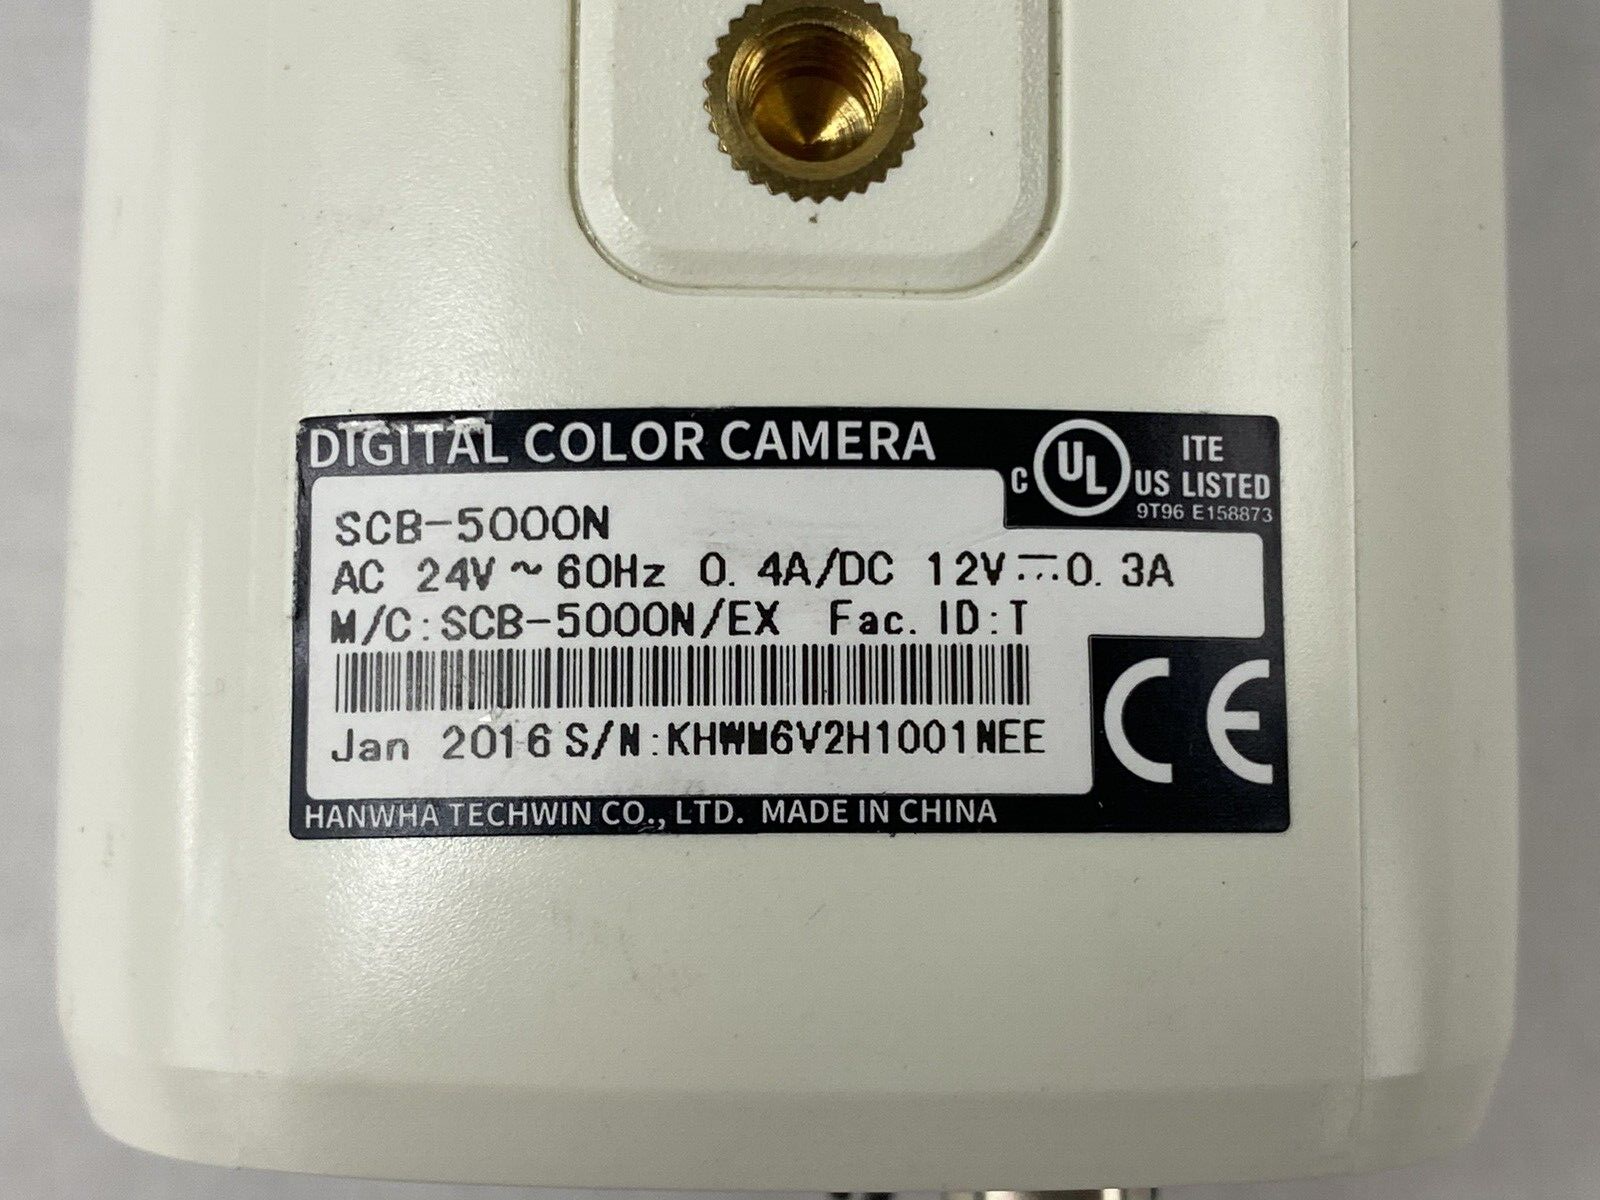 DIGITAL COLOR CAMERA
C UL US ITE LISTED
9T96 E158873
SCB-5000N
AC 24V ~ 60Hz 0.4A/DC 12V⎓0.3A
M/C:SCB-5000N/EX Fac. ID:T
Jan 2016 S/N:KHWM6V2H1001NEE
CE
HANWHA TECHWIN CO., LTD. MADE IN CHINA